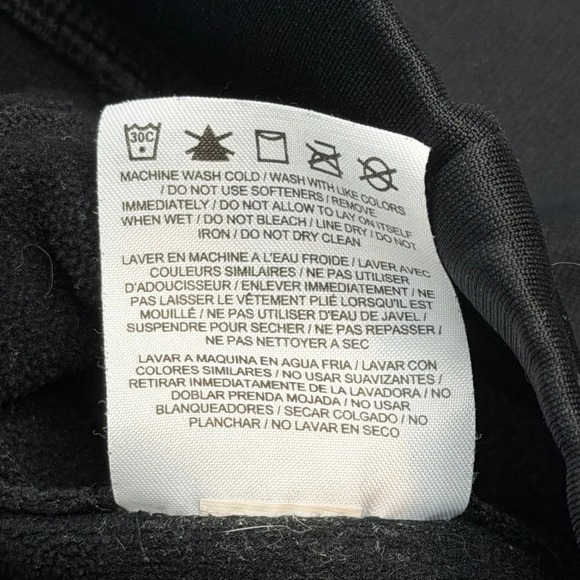 30C
MACHINE WASH COLD / WASH WITH LIKE COLORS
/ DO NOT USE SOFTENERS / REMOVE
IMMEDIATELY / DO NOT ALLOW TO LAY ON ITSELF
WHEN WET / DO NOT BLEACH / LINE DRY / DO NOT
IRON / DO NOT DRY CLEAN
LAVER EN MACHINE A L'EAU FROIDE / LAVER AVEC
COULEURS SIMILAIRES / NE PAS UTILISER
D'ADOUCISSEUR / ENLEVER IMMÉDIATEMENT / NE
PAS LAISSER LE VÊTEMENT PLIÉ LORSQU'IL EST
MOUILLÉ / NE PAS UTILISER D'EAU DE JAVEL /
SUSPENDRE POUR SECHER / NE PAS REPASSER /
NE PAS NETTOYER A SEC
LAVAR A MAQUINA EN AGUA FRIA / LAVAR CON
COLORES SIMILARES / NO USAR SUAVIZANTES /
RETIRAR INMEDIATAMENTE DE LA LAVADORA / NO
DOBLAR PRENDA MOJADA / NO USAR
BLANQUEADORES / SECAR COLGADO / NO
PLANCHAR / NO LAVAR EN SECO